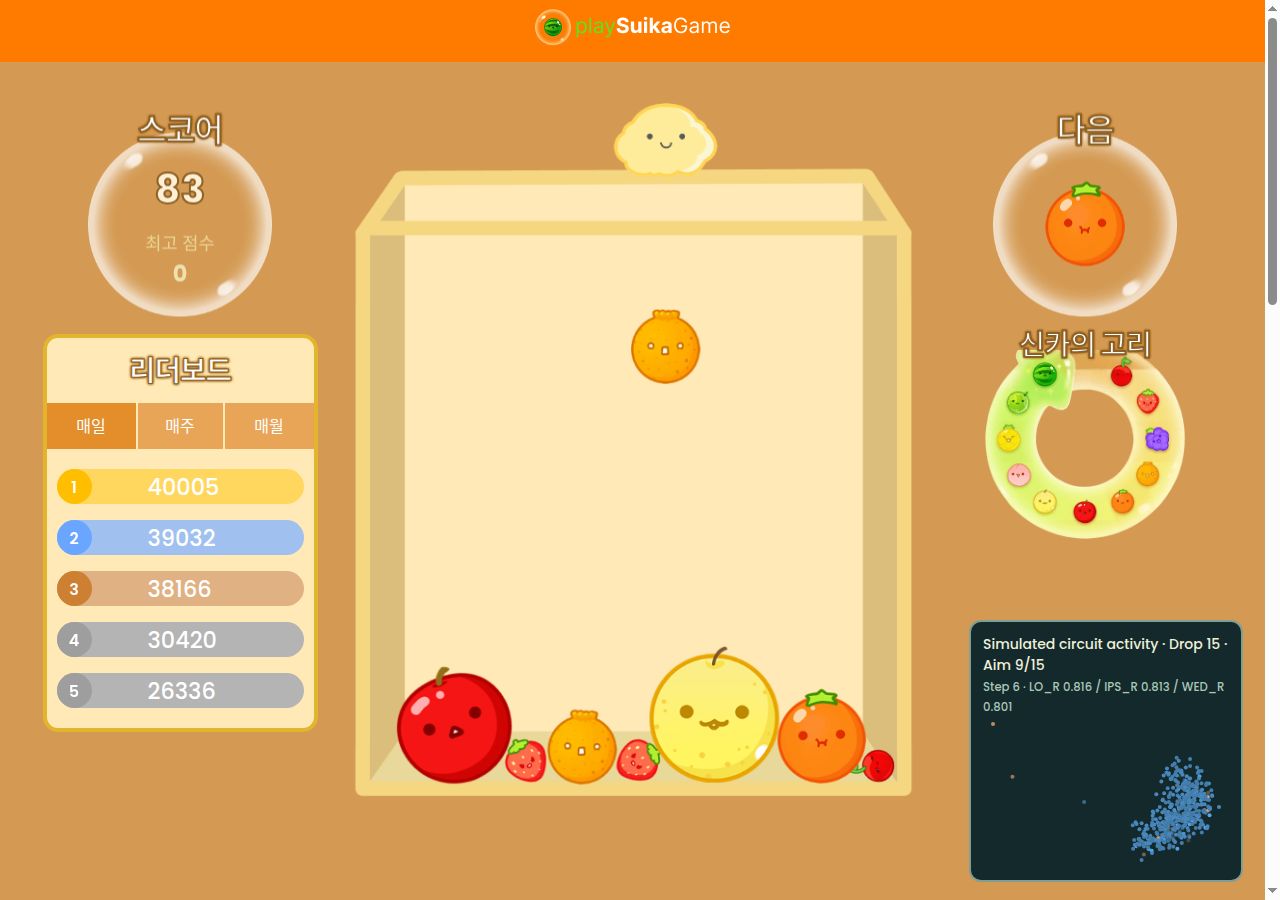 playSuikaGame
스코어
83
최고 점수
0
다음
리더보드
매일 매주 매월
1 40005
2 39032
3 38166
4 30420
5 26336
신카의 고리
Simulated circuit activity · Drop 15 ·
Aim 9/15
Step 6 · LO_R 0.816 / IPS_R 0.813 / WED_R
0.801